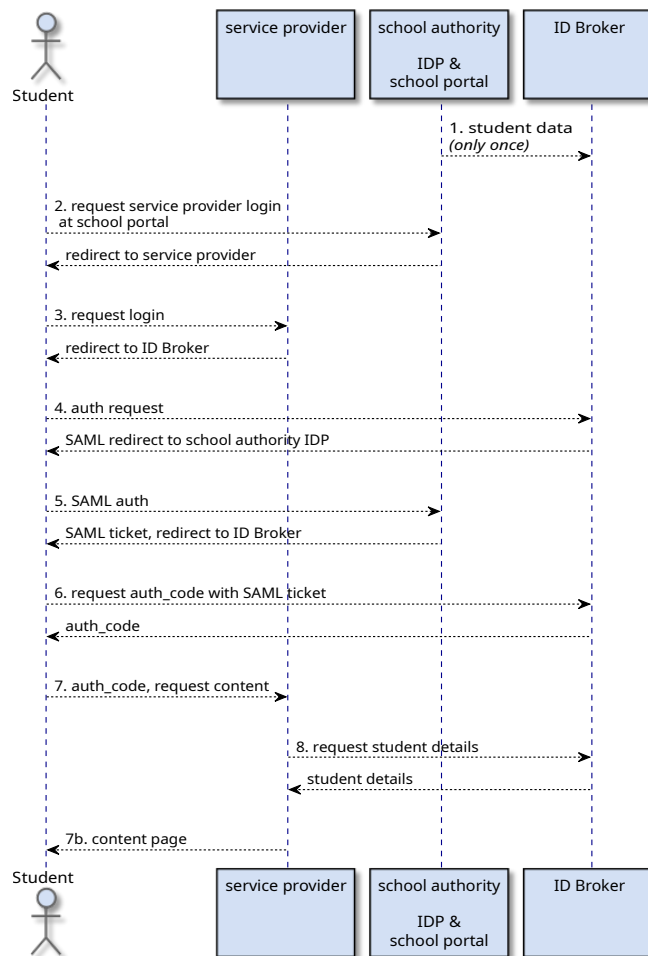 service provider
school authority
IDP &
school portal
ID Broker
Student
1. student data
(only once)
2. request service provider login
at school portal
redirect to service provider
3. request login
redirect to ID Broker
4. auth request
SAML redirect to school authority IDP
5. SAML auth
SAML ticket, redirect to ID Broker
6. request auth_code with SAML ticket
auth_code
7. auth_code, request content
8. request student details
student details
7b. content page
Student
service provider
school authority
IDP &
school portal
ID Broker